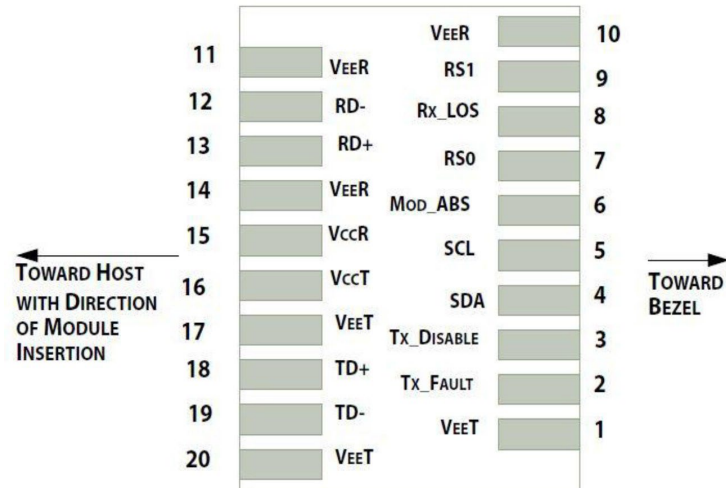 11 VEER
12 RD-
13 RD+
14 VEER
15 VCCR
16 VCCT
17 VEET
18 TD+
19 TD-
20 VEET
VEER 10
RS1 9
RX_LOS 8
RS0 7
MOD_ABS 6
SCL 5
SDA 4
TX_DISABLE 3
TX_FAULT 2
VEET 1
TOWARD HOST
WITH DIRECTION
OF MODULE
INSERTION
TOWARD
BEZEL